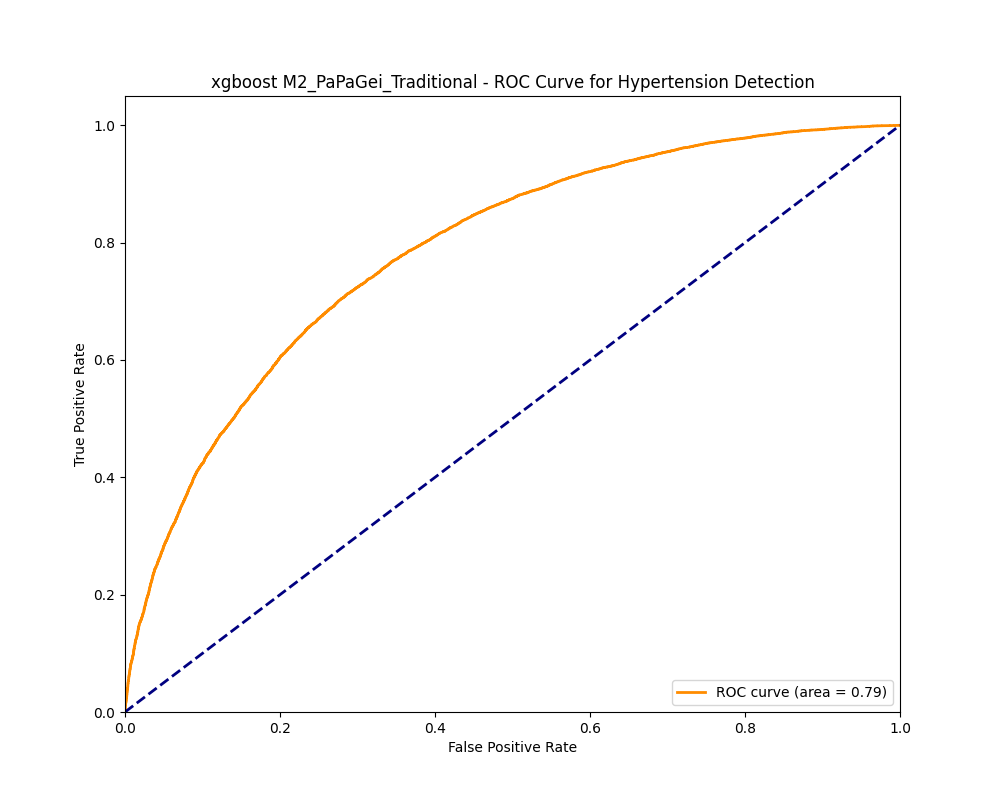 xgboost M2_PaPaGei_Traditional - ROC Curve for Hypertension Detection
True Positive Rate
1.0
0.8
0.6
0.4
0.2
0.0
ROC curve (area = 0.79)
0.0 0.2 0.4 0.6 0.8 1.0
False Positive Rate